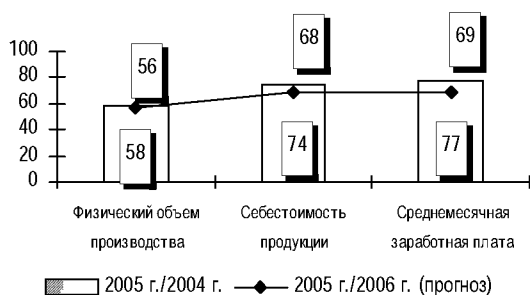 100
80
60
40
20
0
56
68
69
58
74
77
Физический объем
производства
Себестоимость
продукции
Среднемесячная
заработная плата
2005 г./2004 г.
2005 г./2006 г. (прогноз)